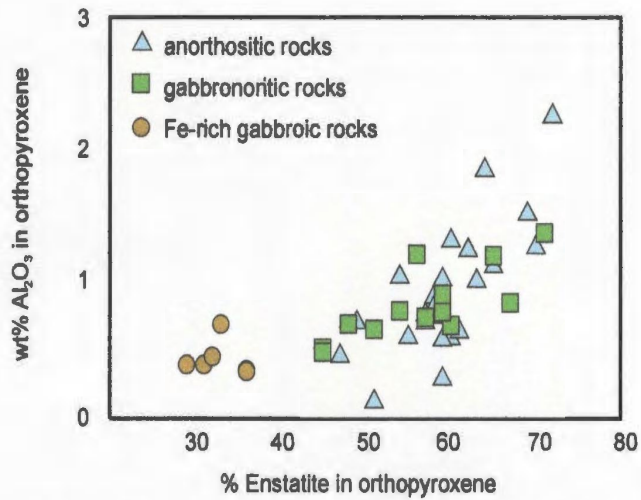 3
anorthositic rocks
gabbronoritic rocks
Fe-rich gabbroic rocks
2
1
0
wt% Al₂O₃ in orthopyroxene
30 40 50 60 70 80
% Enstatite in orthopyroxene